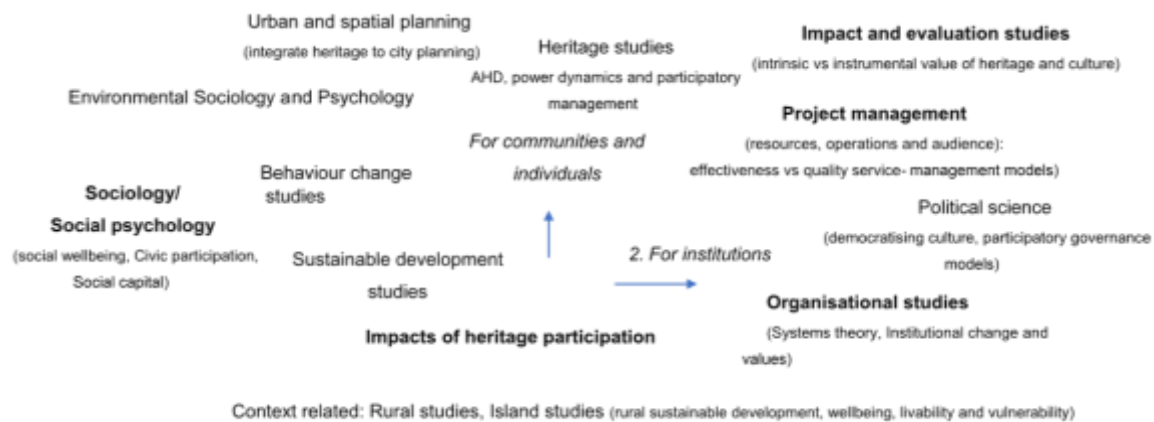 Urban and spatial planning
(integrate heritage to city planning)
Heritage studies
AHD, power dynamics and participatory
management
Impact and evaluation studies
(intrinsic vs instrumental value of heritage and culture)
Environmental Sociology and Psychology
Project management
(resources, operations and audience):
effectiveness vs quality service- management models)
For communities and
individuals
Behaviour change
studies
Sociology/
Social psychology
(social wellbeing, Civic participation,
Social capital)
Political science
(democratising culture, participatory governance
models)
Sustainable development
studies
2. For institutions
Organisational studies
(Systems theory, Institutional change and
values)
Impacts of heritage participation
Context related: Rural studies, Island studies (rural sustainable development, wellbeing, livability and vulnerability)